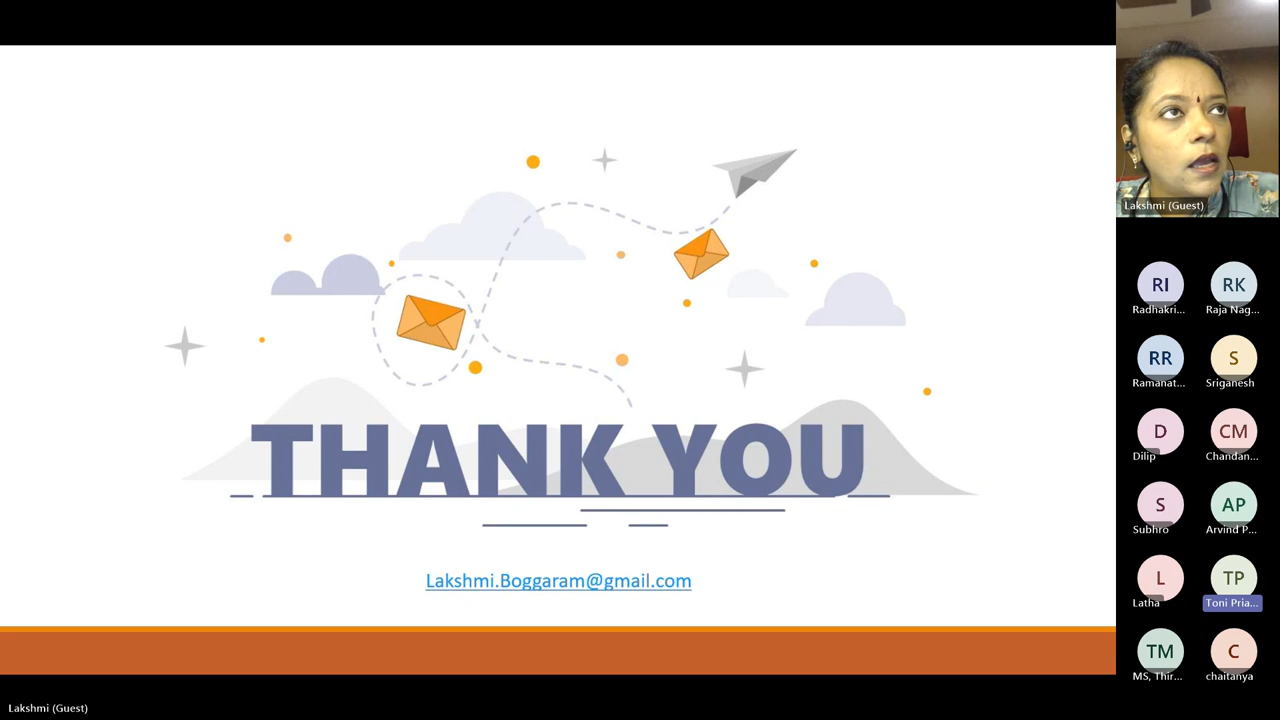 THANK YOU
Lakshmi.Boggaram@gmail.com
Lakshmi (Guest)
RI
RK
Radhakri...
Raja Nag...
RR
S
Ramanat...
Sriganesh
D
CM
Dilip
Chandan...
S
AP
Subhro
Arvind P...
L
TP
Latha
Toni Pria...
TM
C
MS, Thir...
chaitanya
Lakshmi (Guest)